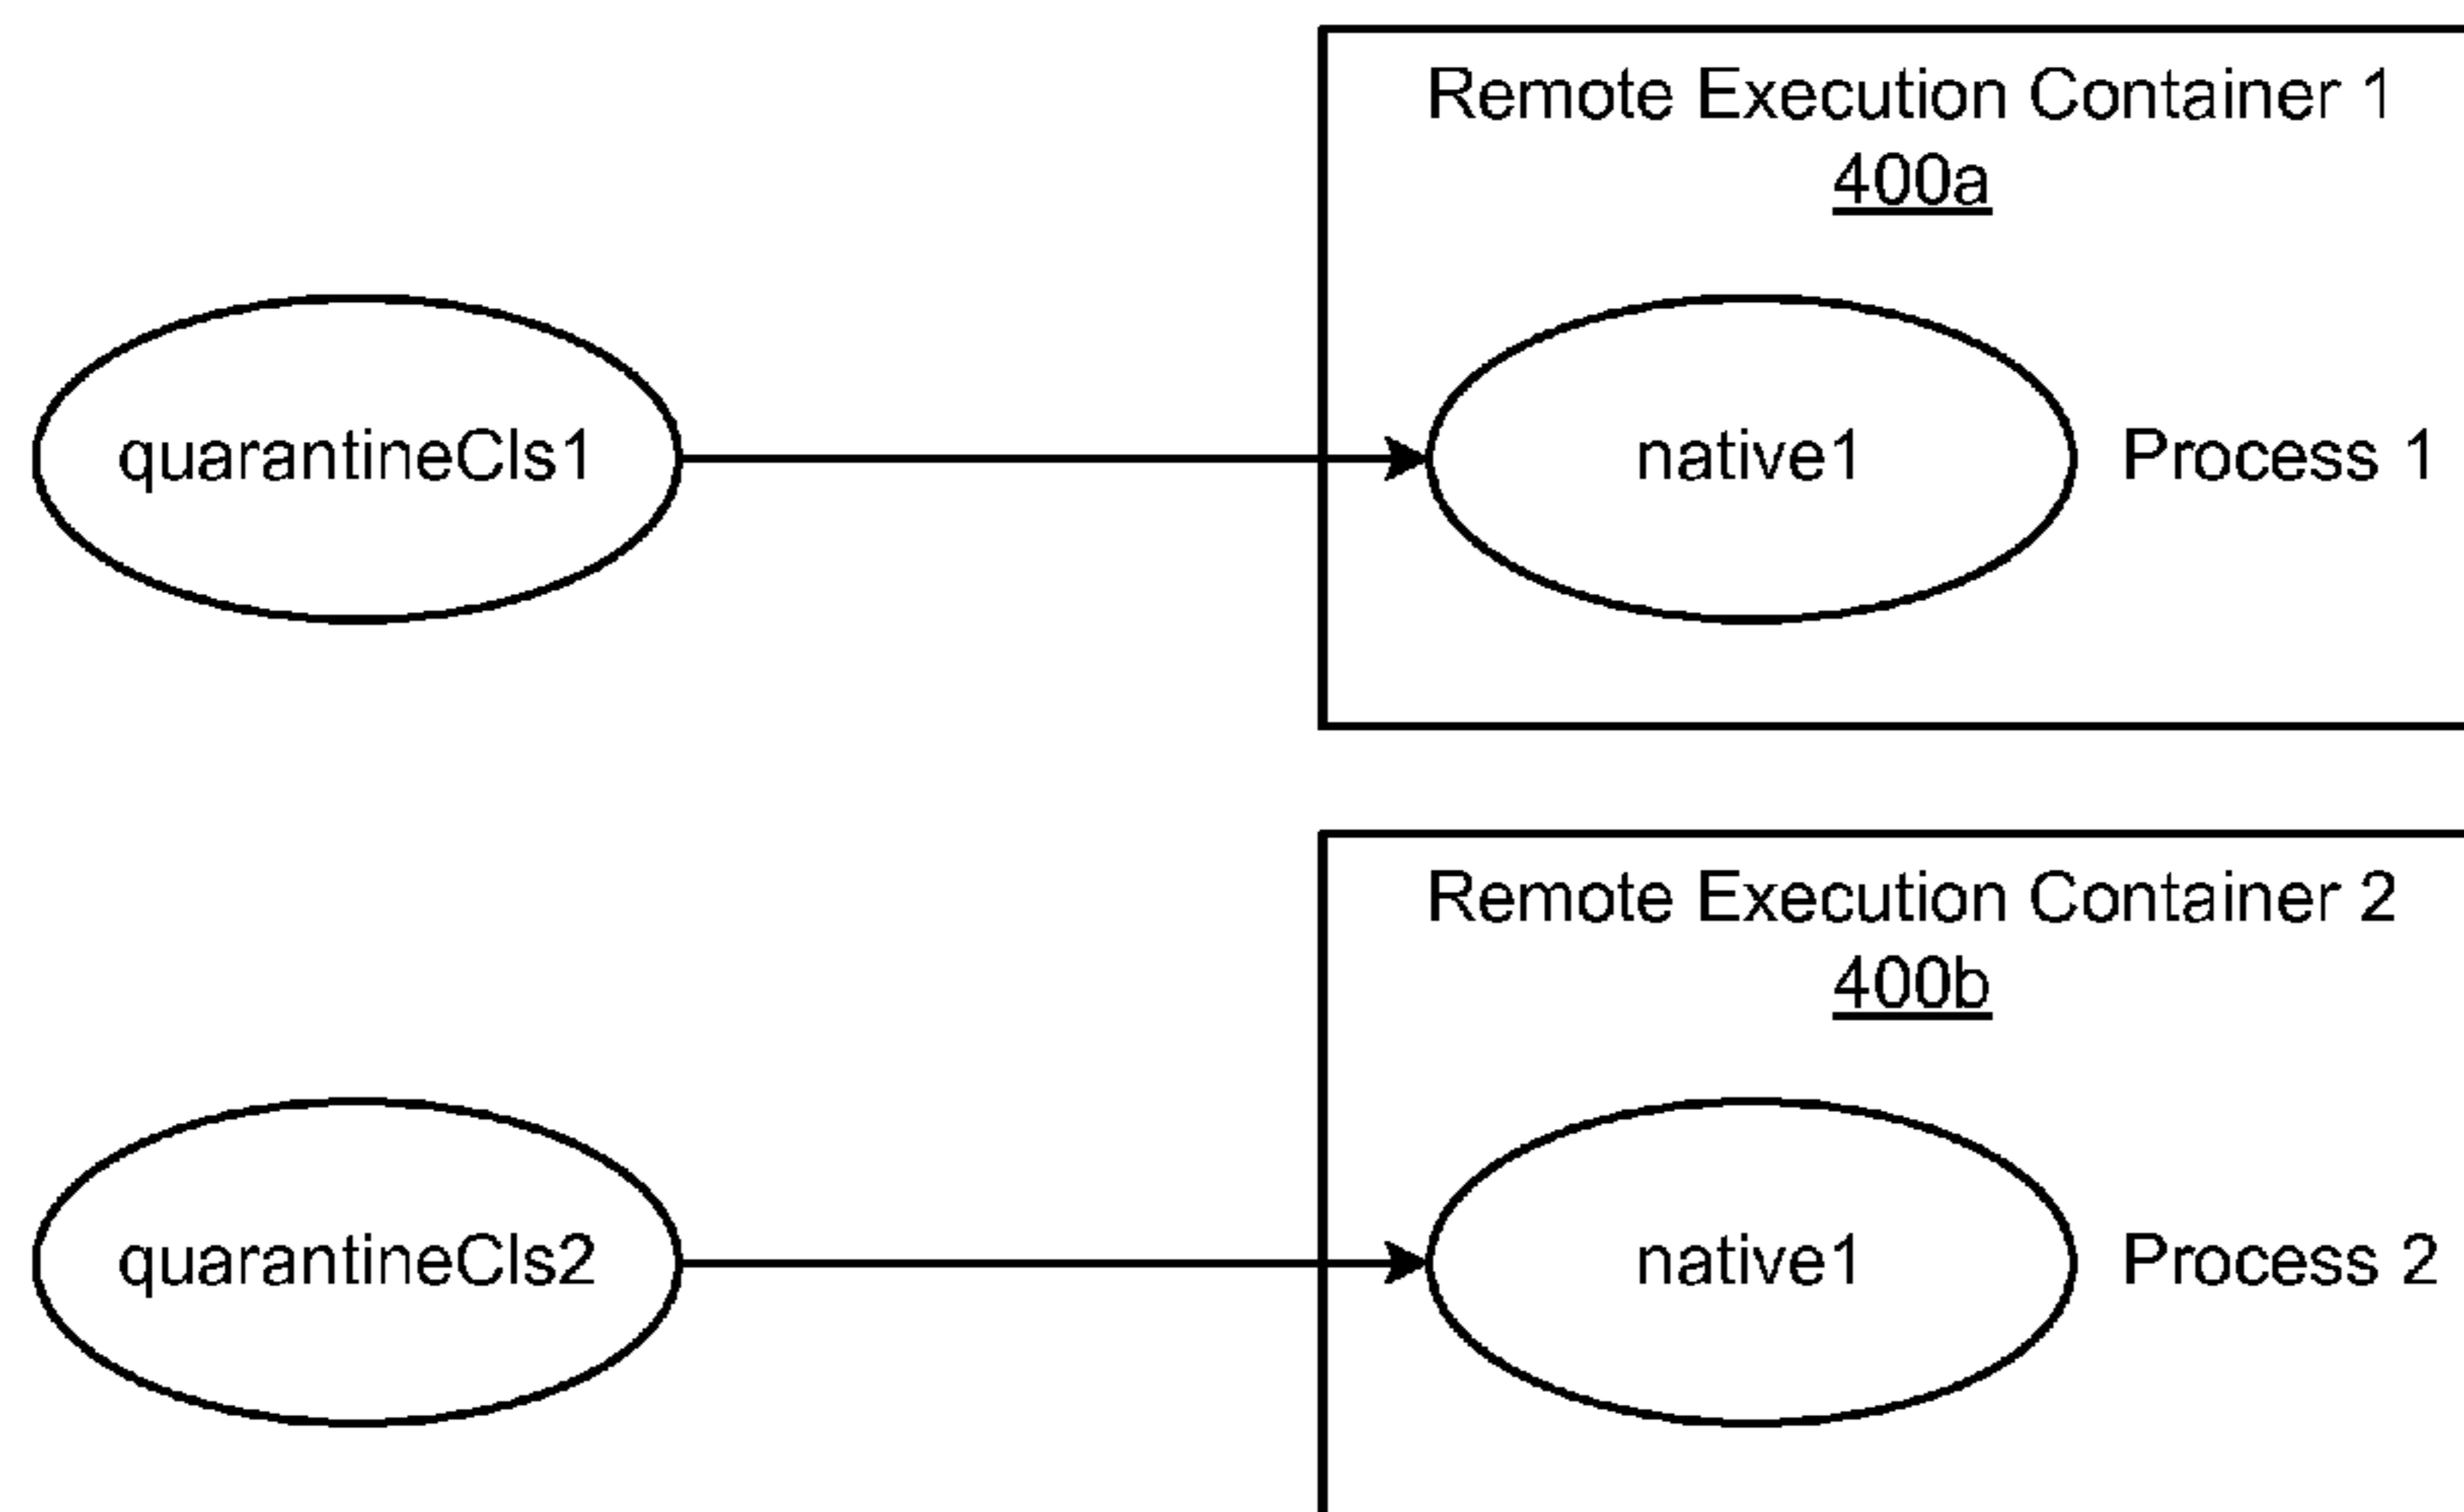 Remote Execution Container 1
400a
quarantineCls1
native1
Process 1
Remote Execution Container 2
400b
quarantineCls2
native1
Process 2